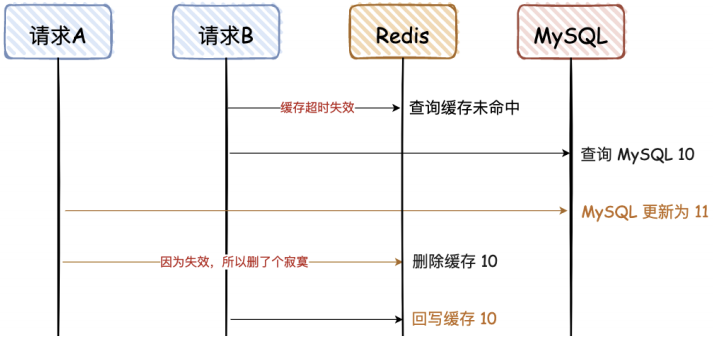 请求A
请求B
Redis
MySQL
缓存超时失效
查询缓存未命中
查询 MySQL 10
MySQL 更新为 11
因为失效，所以删了个寂寞
删除缓存 10
回写缓存 10